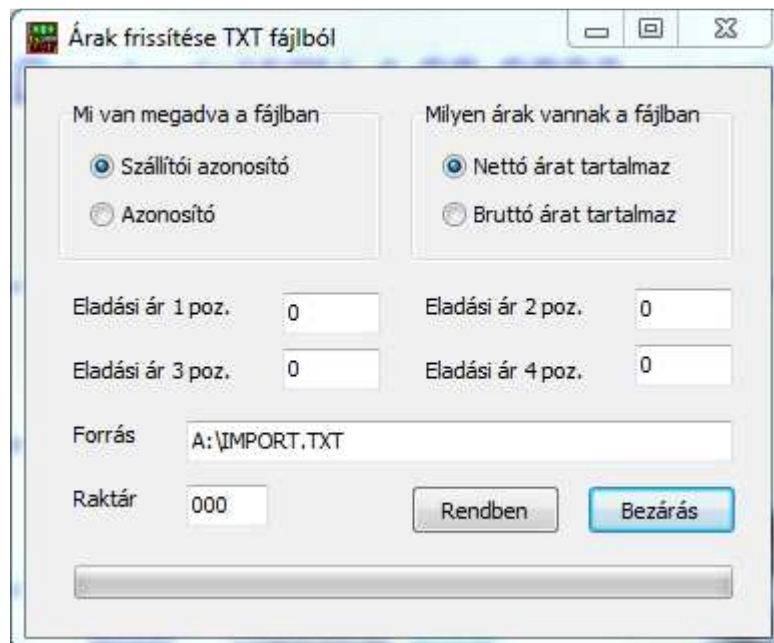 Árak frissítése TXT fájlból
Mi van megadva a fájlban
Szállítói azonosító
Azonosító
Milyen árak vannak a fájlban
Nettó árat tartalmaz
Bruttó árat tartalmaz
Eladási ár 1 poz. 0
Eladási ár 2 poz. 0
Eladási ár 3 poz. 0
Eladási ár 4 poz. 0
Forrás A:\IMPORT.TXT
Raktár 000
Rendben Bezárás